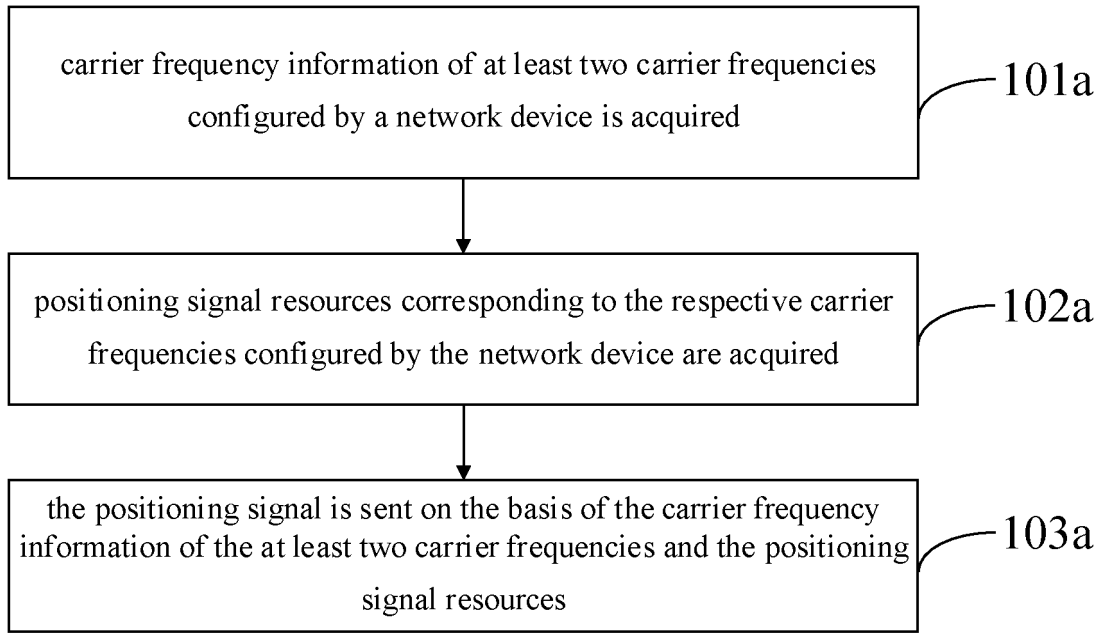 carrier frequency information of at least two carrier frequencies
configured by a network device is acquired
101a
positioning signal resources corresponding to the respective carrier
frequencies configured by the network device are acquired
102a
the positioning signal is sent on the basis of the carrier frequency
information of the at least two carrier frequencies and the positioning
signal resources
103a